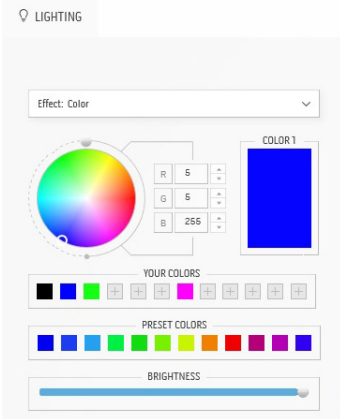 LIGHTING
Effect: Color
COLOR 1
R 5
G 5
B 255
YOUR COLORS
PRESET COLORS
BRIGHTNESS